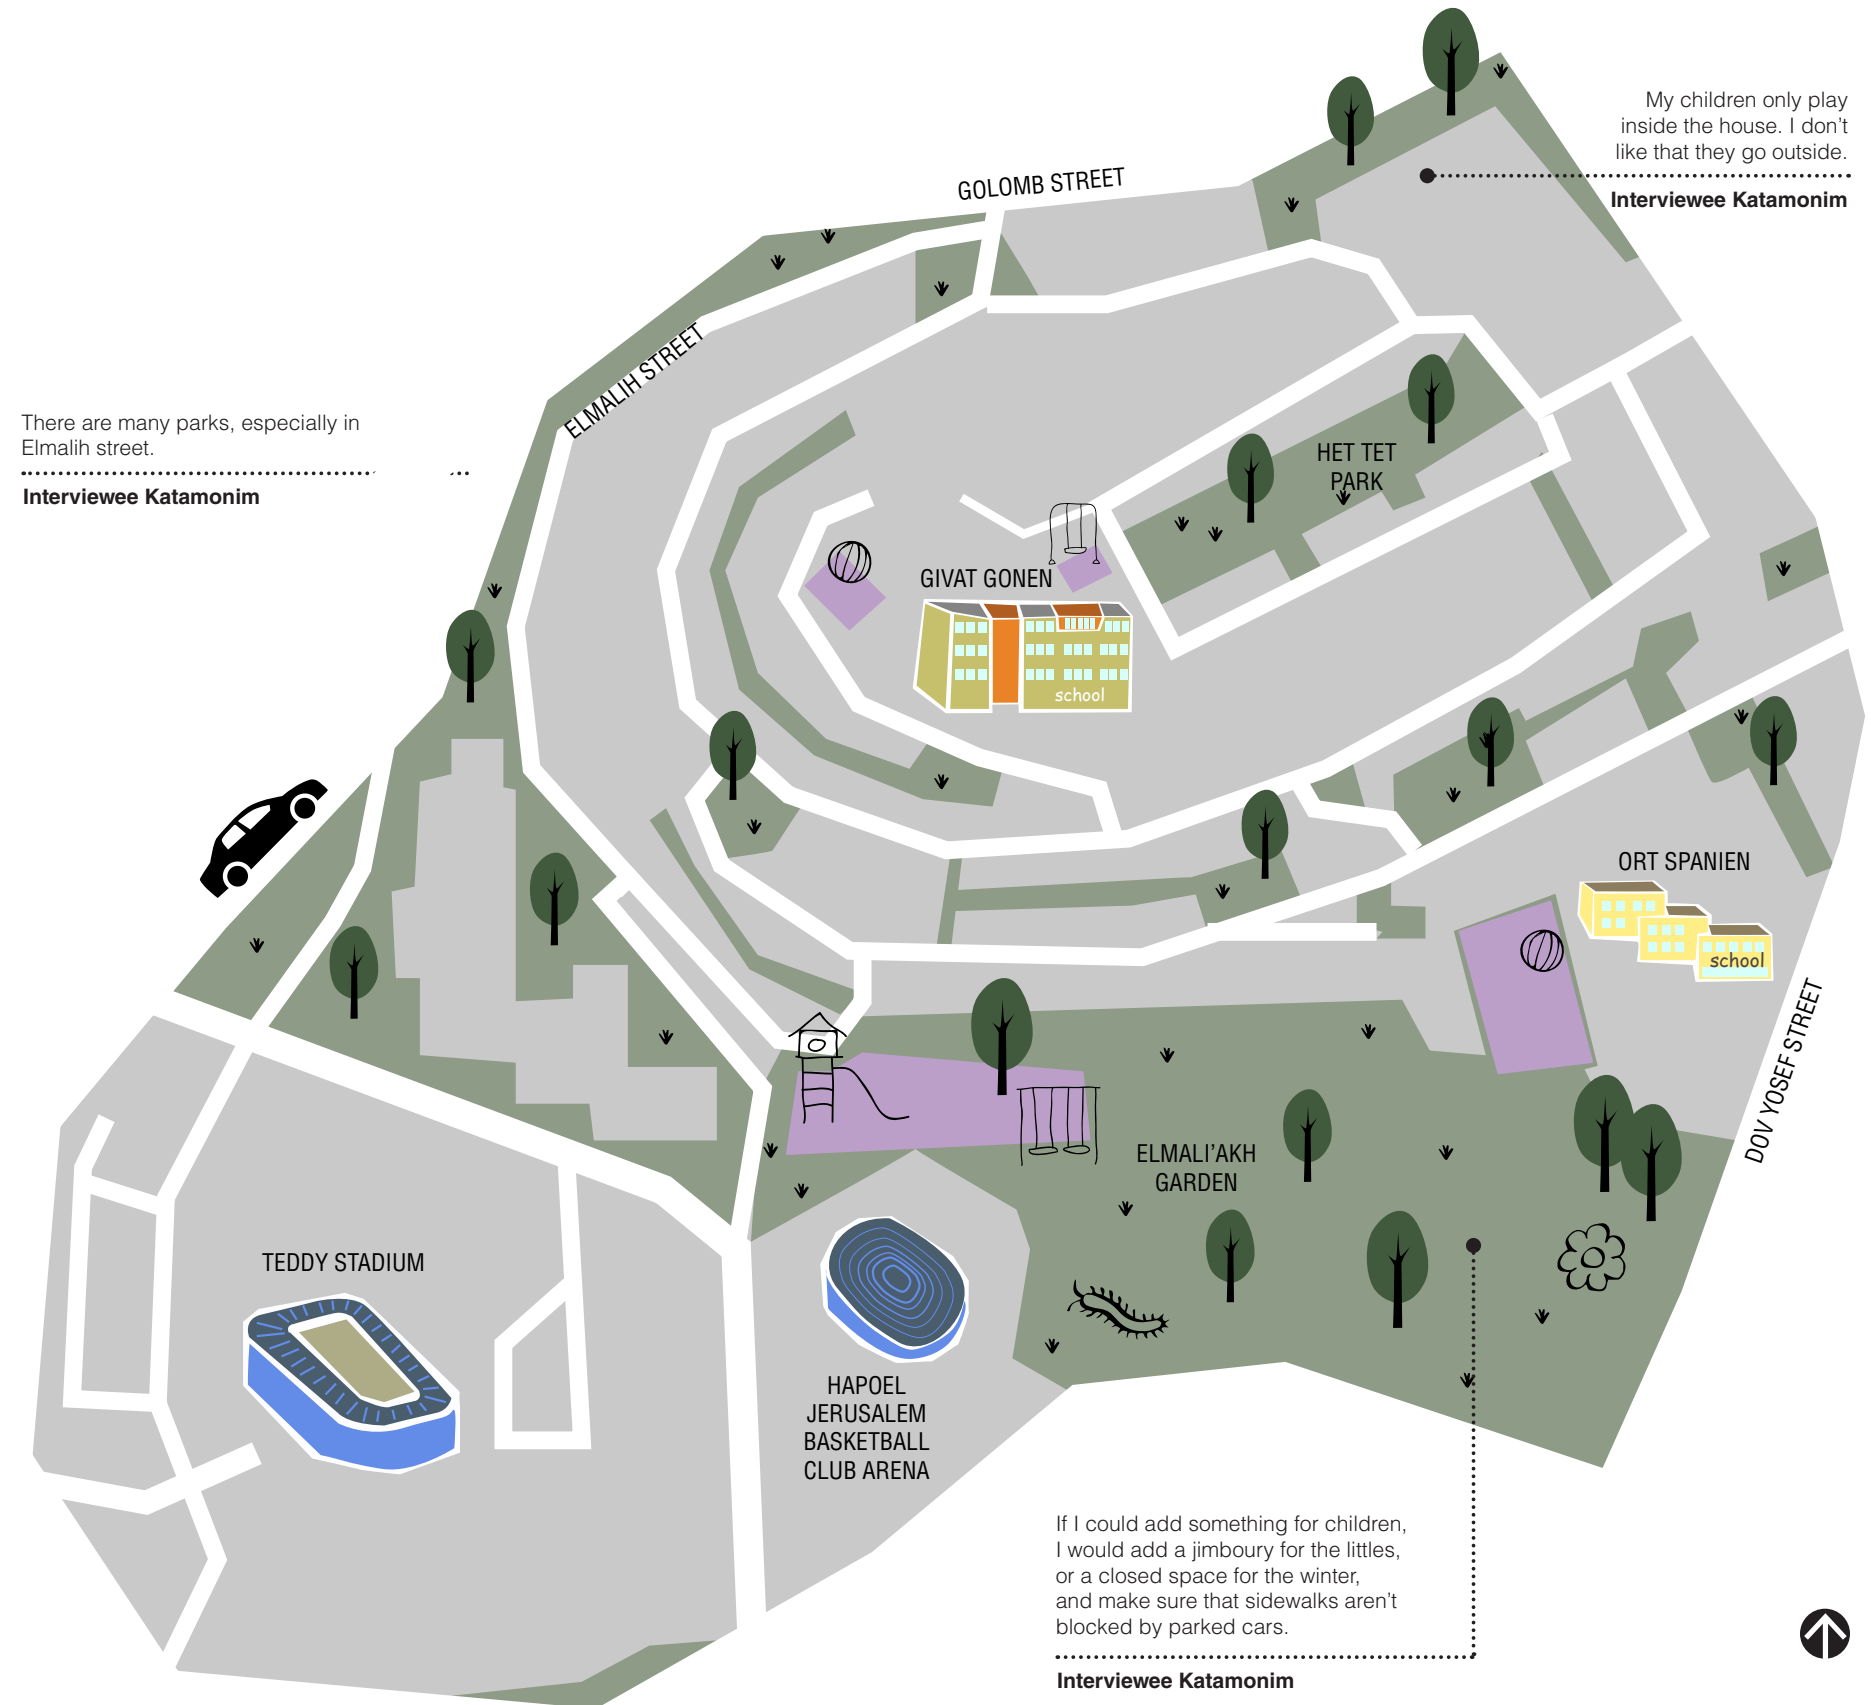 My children only play
inside the house. I don't
like that they go outside.
Interviewee Katamonim
GOLOMB STREET
ELMALIH STREET
There are many parks, especially in
Elmalih street.
Interviewee Katamonim
HET TET
PARK
GIVAT GONEN
school
ORT SPANIEN
school
DOV YOSEF STREET
ELMALI'AKH
GARDEN
TEDDY STADIUM
HAPOEL
JERUSALEM
BASKETBALL
CLUB ARENA
If I could add something for children,
I would add a jimboury for the littles,
or a closed space for the winter,
and make sure that sidewalks aren't
blocked by parked cars.
Interviewee Katamonim